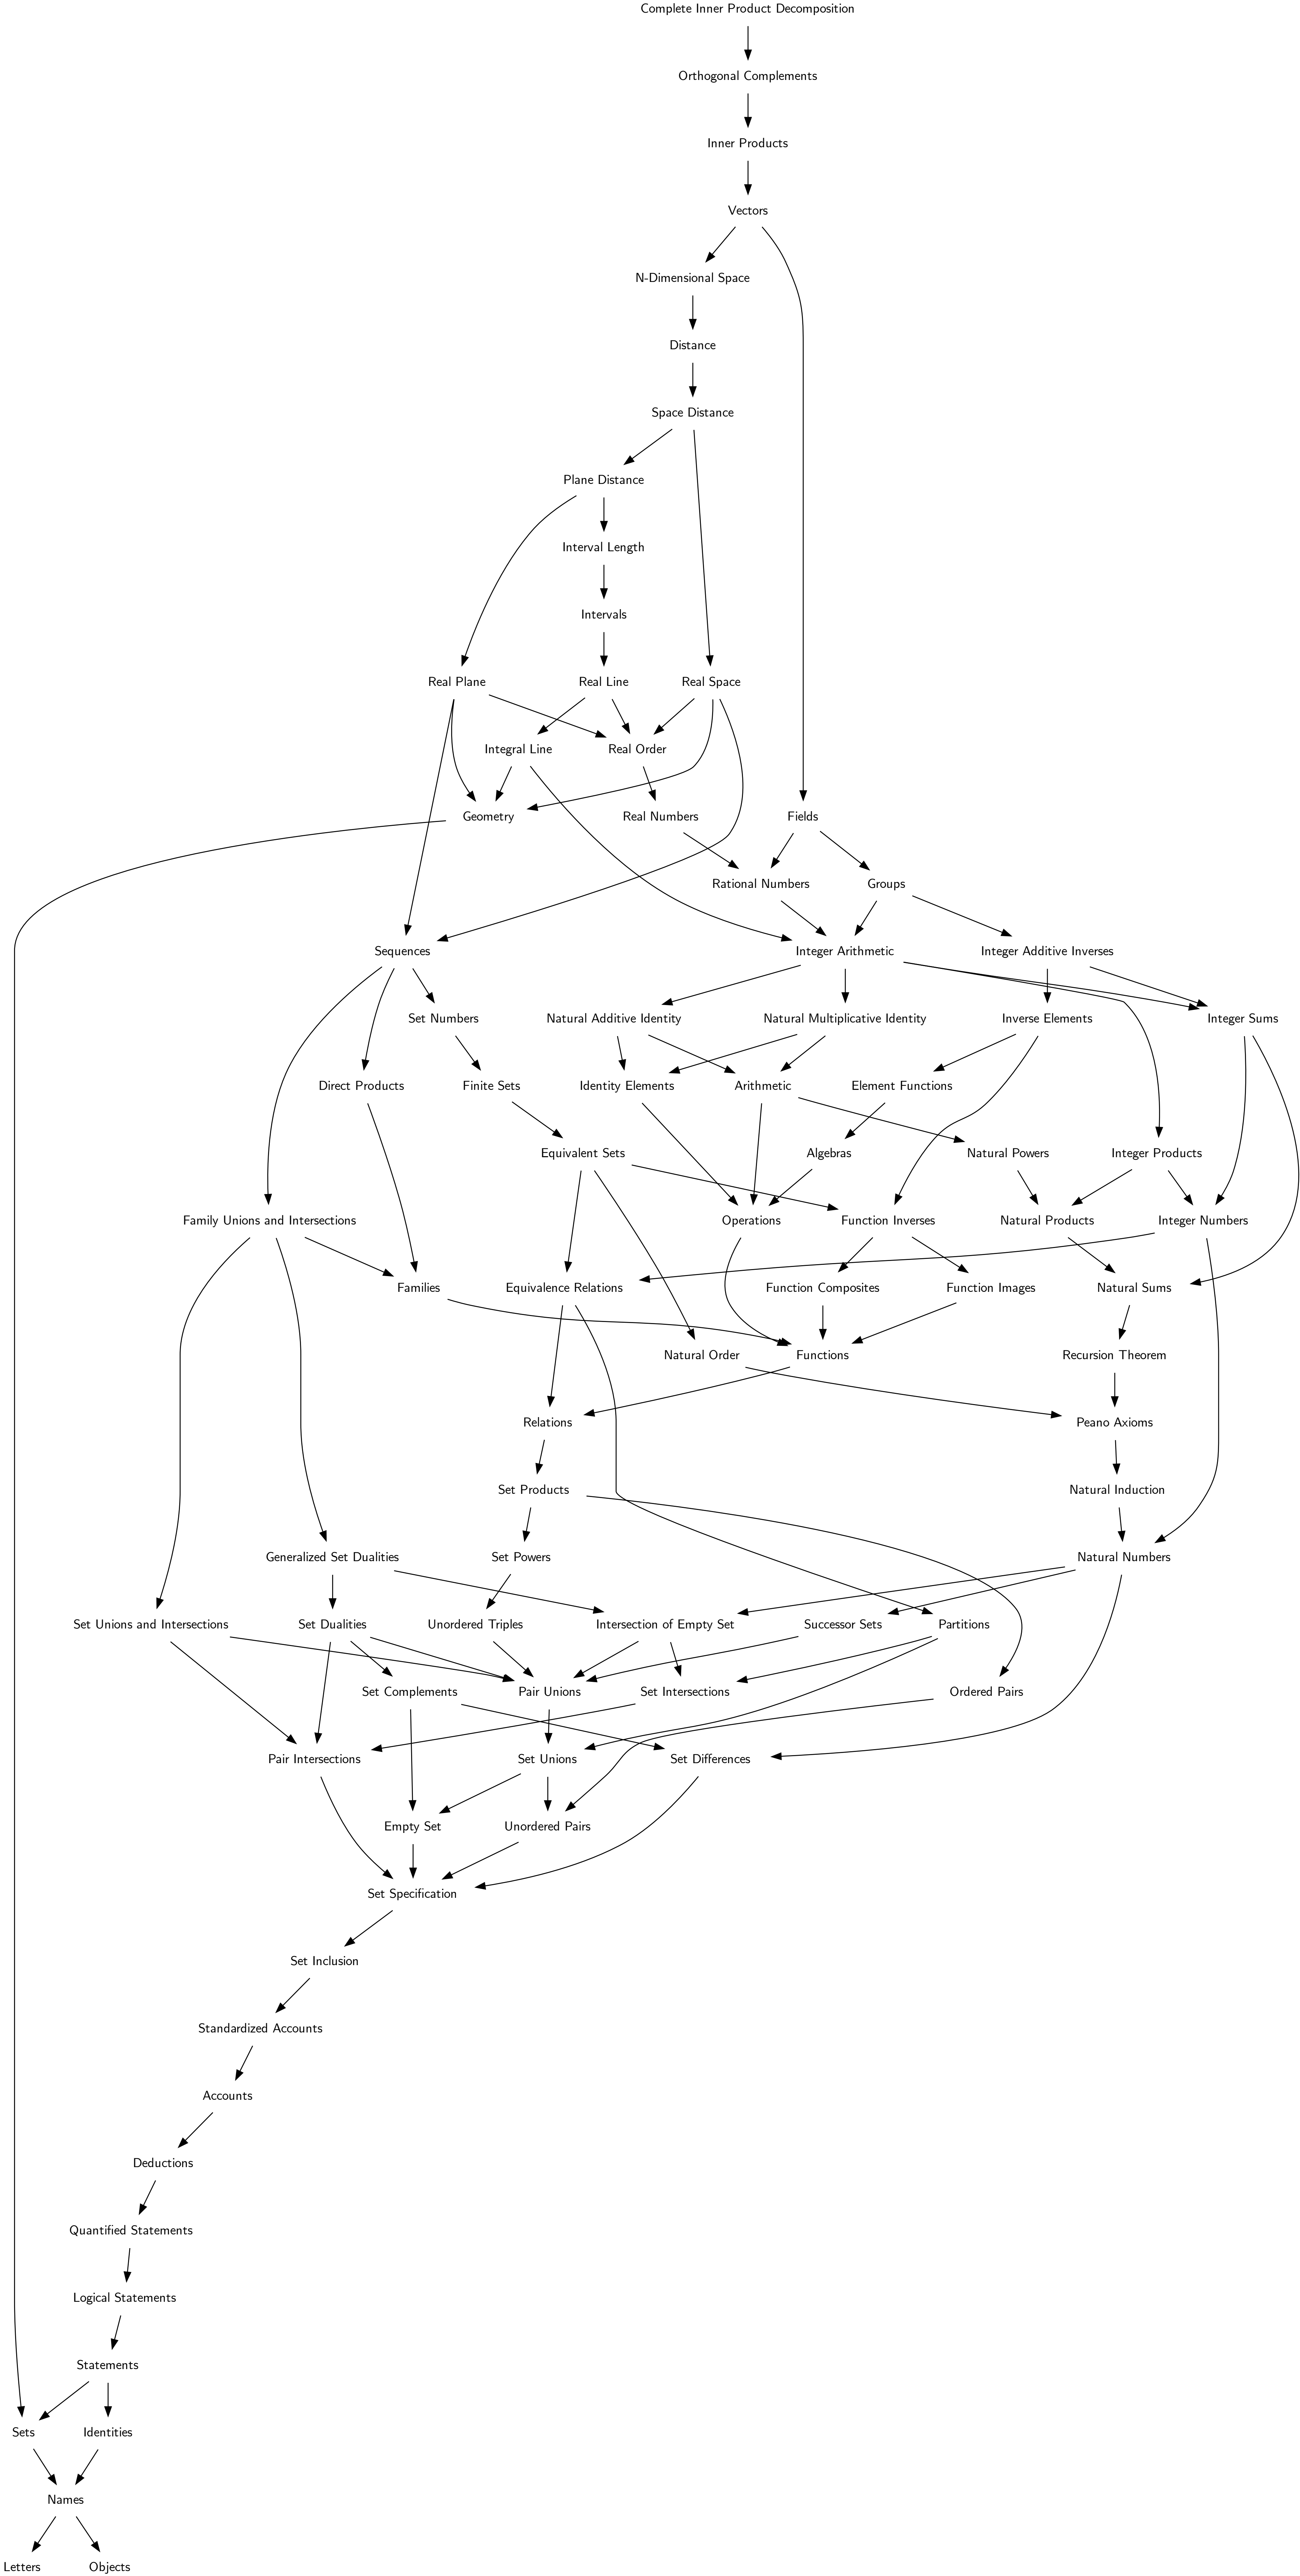 Complete Inner Product Decomposition
Orthogonal Complements
Inner Products
Vectors
N-Dimensional Space
Distance
Space Distance
Plane Distance
Interval Length
Intervals
Real Plane
Real Line
Real Space
Integral Line
Real Order
Geometry
Real Numbers
Fields
Rational Numbers
Groups
Sequences
Integer Arithmetic
Integer Additive Inverses
Set Numbers
Natural Additive Identity
Natural Multiplicative Identity
Inverse Elements
Integer Sums
Direct Products
Finite Sets
Identity Elements
Arithmetic
Element Functions
Equivalent Sets
Algebras
Natural Powers
Integer Products
Family Unions and Intersections
Operations
Function Inverses
Natural Products
Integer Numbers
Families
Equivalence Relations
Function Composites
Function Images
Natural Sums
Natural Order
Functions
Recursion Theorem
Relations
Peano Axioms
Set Products
Natural Induction
Generalized Set Dualities
Set Powers
Natural Numbers
Set Unions and Intersections
Set Dualities
Unordered Triples
Intersection of Empty Set
Successor Sets
Partitions
Set Complements
Pair Unions
Set Intersections
Ordered Pairs
Pair Intersections
Set Unions
Set Differences
Empty Set
Unordered Pairs
Set Specification
Set Inclusion
Standardized Accounts
Accounts
Deductions
Quantified Statements
Logical Statements
Statements
Sets
Identities
Names
Letters
Objects